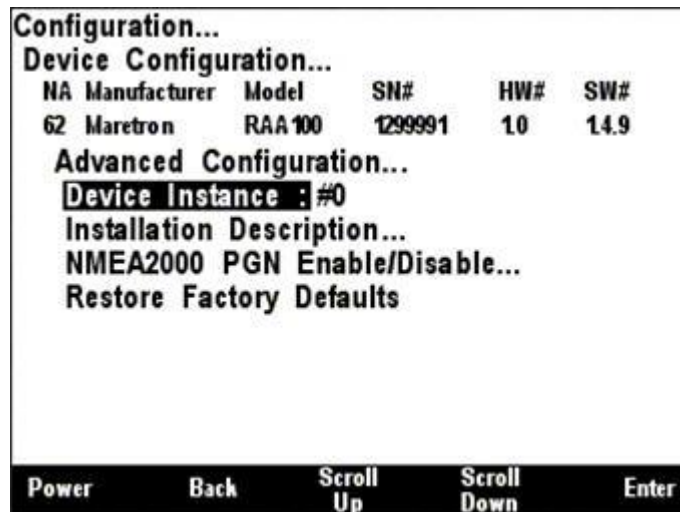 Configuration...
Device Configuration...
NA Manufacturer Model SN# HW# SW#
62 Maretron RAA100 1299991 1.0 1.4.9
Advanced Configuration...
Device Instance : #0
Installation Description...
NMEA2000 PGN Enable/Disable...
Restore Factory Defaults
Power Back Scroll Up Scroll Down Enter